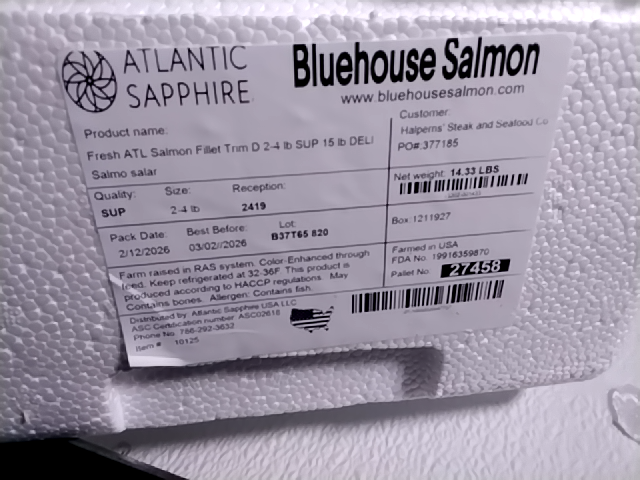 ATLANTIC
SAPPHIRE.
Bluehouse Salmon
www.bluehousesalmon.com
Product name:
Fresh ATL Salmon Fillet Trim D 2-4 lb SUP 15 lb DELI
Salmo salar
Customer:
Halperns' Steak and Seafood Co
PO#:377185
Quality: Size: Reception:
SUP 2-4 lb 2419
Net weight: 14.33 LBS
Pack Date: Best Before: Lot:
2/12/2026 03/02//2026 B37T65 820
Box:1211927
Farm raised in RAS system. Color-Enhanced through
feed. Keep refrigerated at 32-36F. This product is
produced according to HACCP regulations. May
Contains bones. Allergen: Contains fish.
Farmed in USA
FDA No. 19916359870
Pallet No. 27458
Distributed by: Atlantic Sapphire USA LLC
ASC Certification number: ASC02618
Phone No: 786-292-3632
Item # 10125